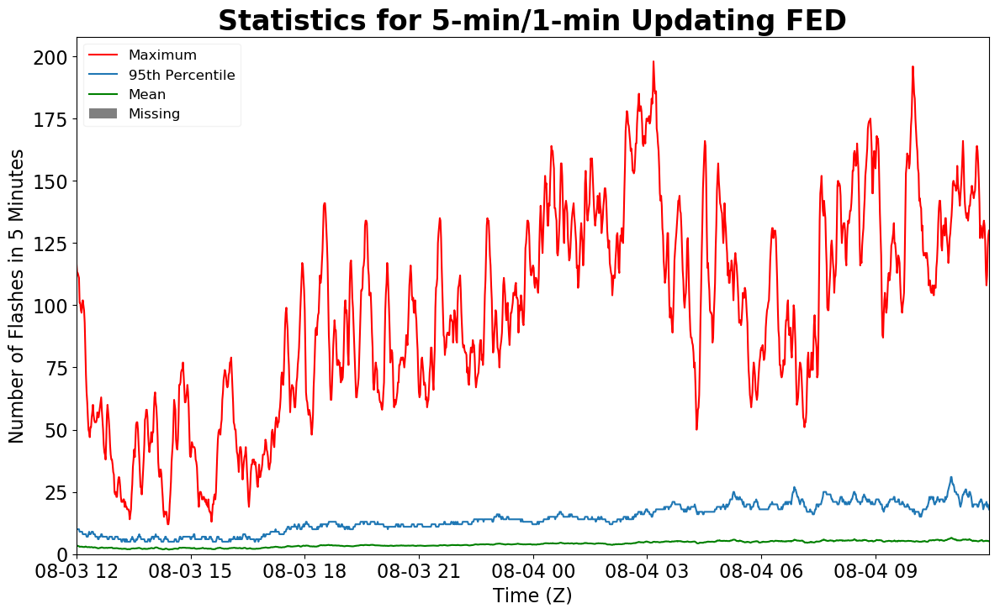 Statistics for 5-min/1-min Updating FED
Number of Flashes in 5 Minutes
200
175
150
125
100
75
50
25
0
Maximum
95th Percentile
Mean
Missing
08-03 12
08-03 15
08-03 18
08-03 21
08-04 00
08-04 03
08-04 06
08-04 09
Time (Z)